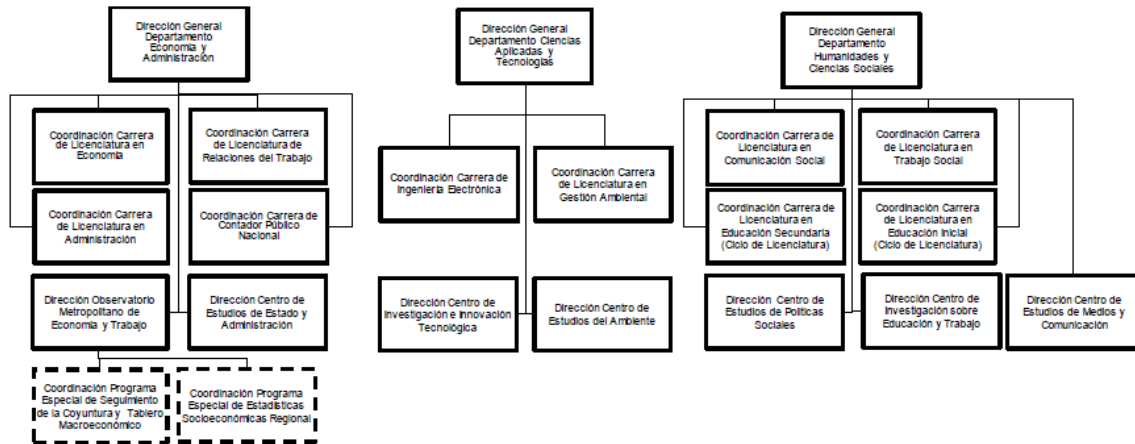 Dirección General
Departamento
Economía y
Administración
Dirección General
Departamento Ciencias
Aplicadas y
Tecnologías
Dirección General
Departamento
Humanidades y
Ciencias Sociales
Coordinación Carrera
de Licenciatura en
Economía
Coordinación Carrera
de Licenciatura de
Relaciones del Trabajo
Coordinación Carrera
de Licenciatura en
Administración
Coordinación Carrera de
Contador Público
Nacional
Dirección Observatorio
Metropolitano de
Economía y Trabajo
Dirección Centro de
Estudios de Estado y
Administración
Coordinación Programa
Especial de Seguimiento
de la Coyuntura y Tablero
Macroeconómico
Coordinación Programa
Especial de Estadísticas
Socioeconómicas Regional
Coordinación Carrera de
Ingeniería Electrónica
Coordinación Carrera
de Licenciatura en
Gestión Ambiental
Dirección Centro de
Investigación e Innovación
Tecnológica
Dirección Centro de
Estudios del Ambiente
Coordinación Carrera de
Licenciatura en
Comunicación Social
Coordinación Carrera
de Licenciatura en
Trabajo Social
Coordinación Carrera de
Licenciatura en
Educación Secundaria
(Ciclo de Licenciatura)
Coordinación Carrera de
Licenciatura en
Educación Inicial
(Ciclo de Licenciatura)
Dirección Centro de
Estudios de Políticas
Sociales
Dirección Centro de
Investigación sobre
Educación y Trabajo
Dirección Centro de
Estudios de Medios y
Comunicación